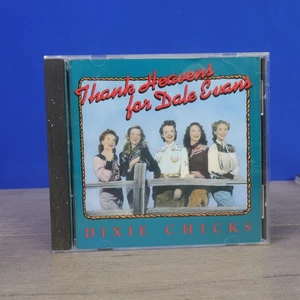 Thank Heavens
for Dale Evans
DIXIE CHICKS